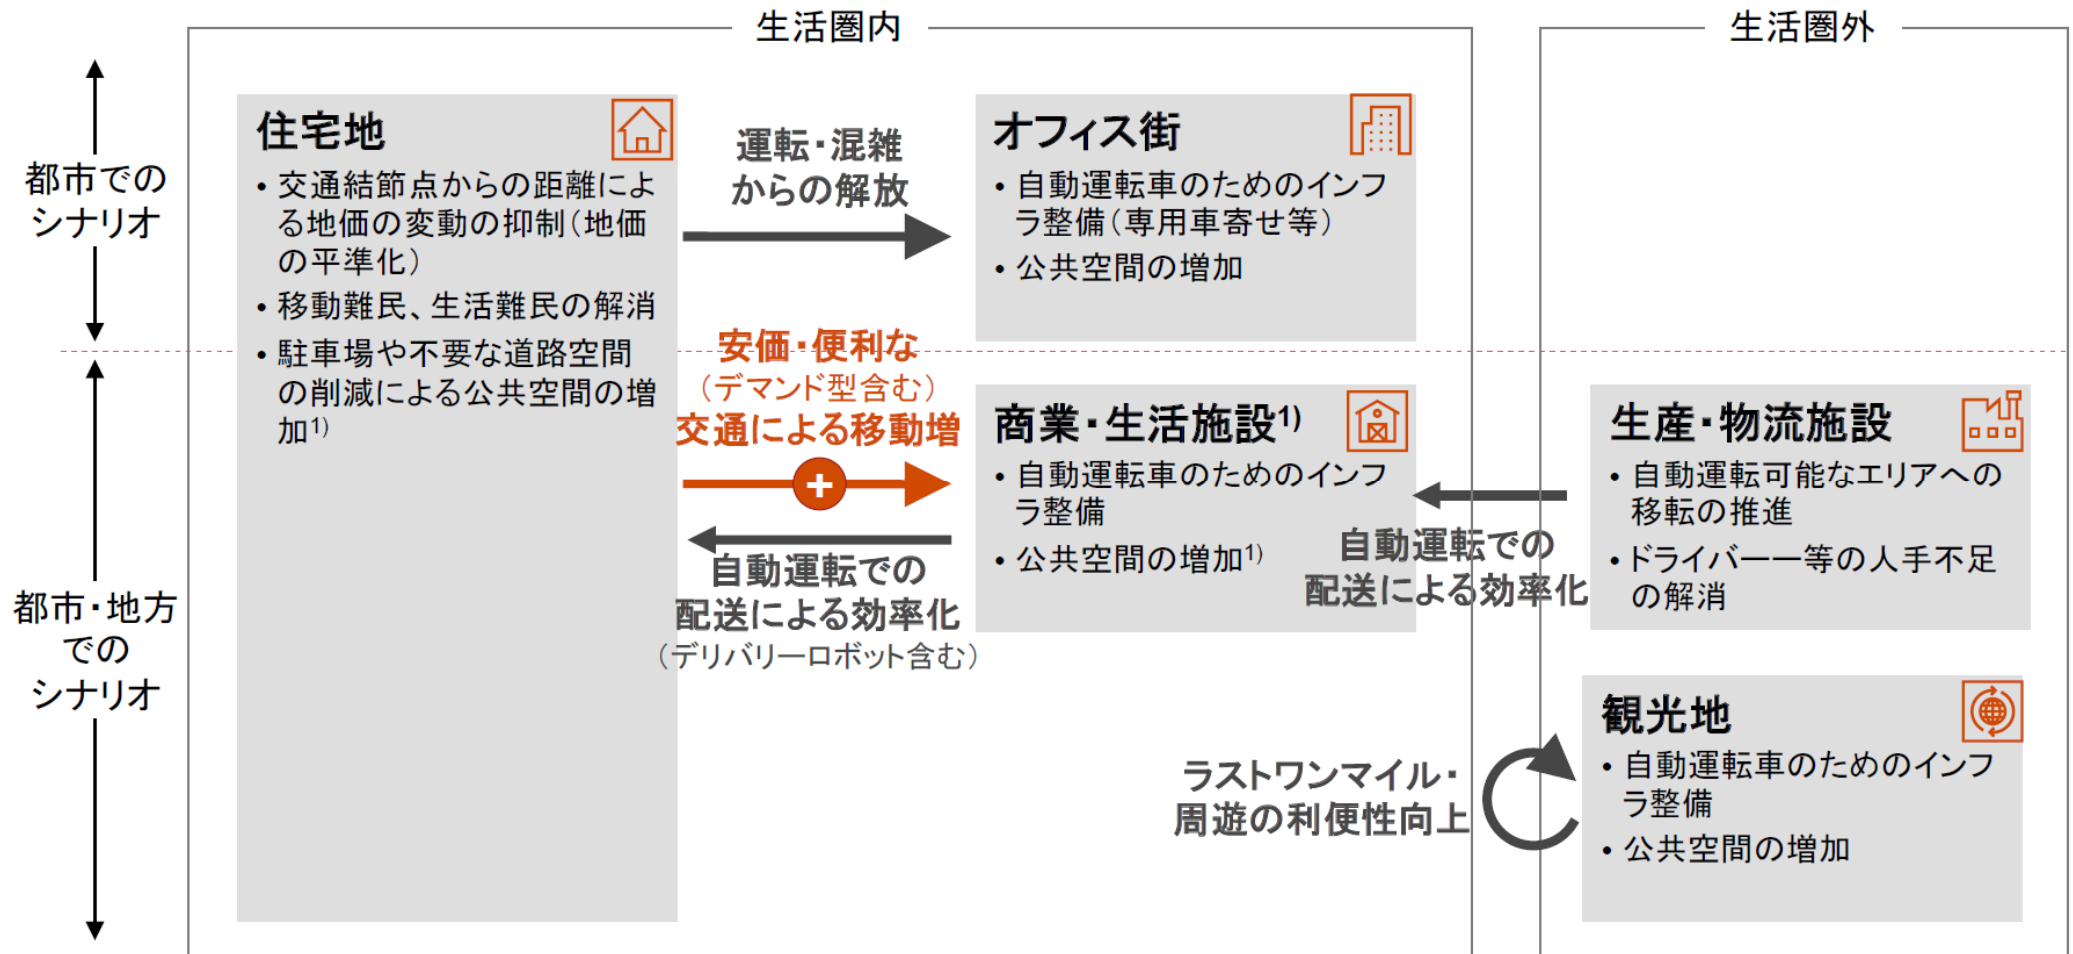 生活圏内
生活圏外
都市での
シナリオ
都市・地方
での
シナリオ
住宅地
• 交通結節点からの距離によ
る地価の変動の抑制（地価
の平準化）
• 移動難民、生活難民の解消
• 駐車場や不要な道路空間
の削減による公共空間の増
加1)
運転・混雑
からの解放
オフィス街
• 自動運転車のためのインフ
ラ整備（専用車寄せ等）
• 公共空間の増加
安価・便利な
（デマンド型含む）
交通による移動増
+
自動運転での
配送による効率化
（デリバリーロボット含む）
商業・生活施設1)
• 自動運転車のためのインフ
ラ整備
• 公共空間の増加1)
自動運転での
配送による効率化
生産・物流施設
• 自動運転可能なエリアへの
移転の推進
• ドライバーー等の人手不足
の解消
ラストワンマイル・
周遊の利便性向上
観光地
• 自動運転車のためのインフ
ラ整備
• 公共空間の増加